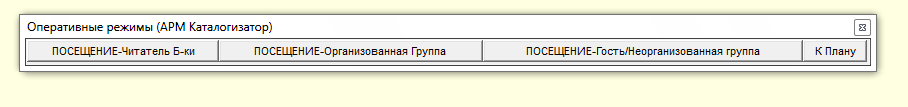 Оперативные режимы (АРМ Каталогизатор)
ПОСЕЩЕНИЕ-Читатель Б-ки ПОСЕЩЕНИЕ-Организованная Группа ПОСЕЩЕНИЕ-Гость/Неорганизованная группа К Плану